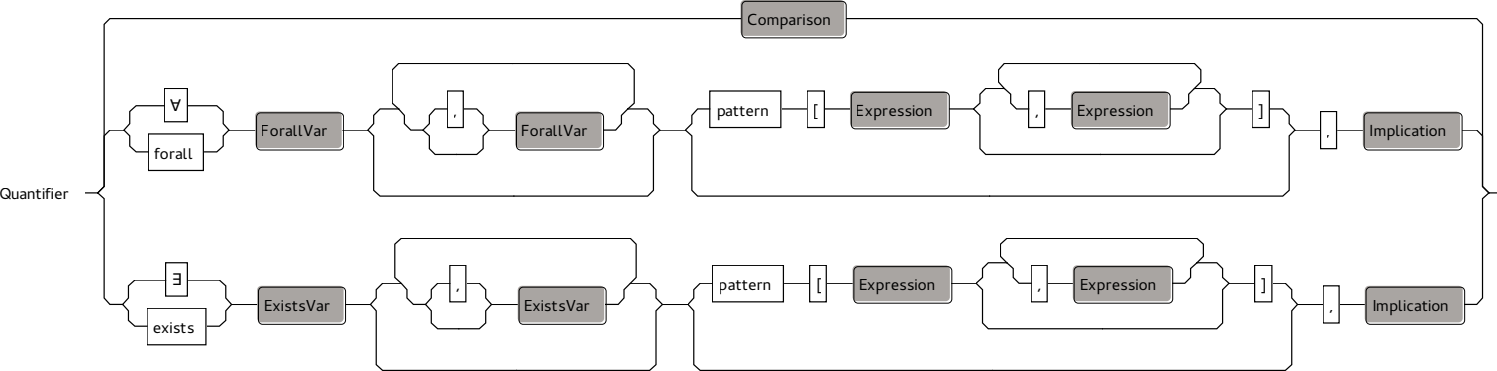 Comparison
∀
forall
ForallVar
,
ForallVar
pattern
[
Expression
,
Expression
]
,
Implication
Quantifier
∃
exists
ExistsVar
,
ExistsVar
pattern
[
Expression
,
Expression
]
,
Implication